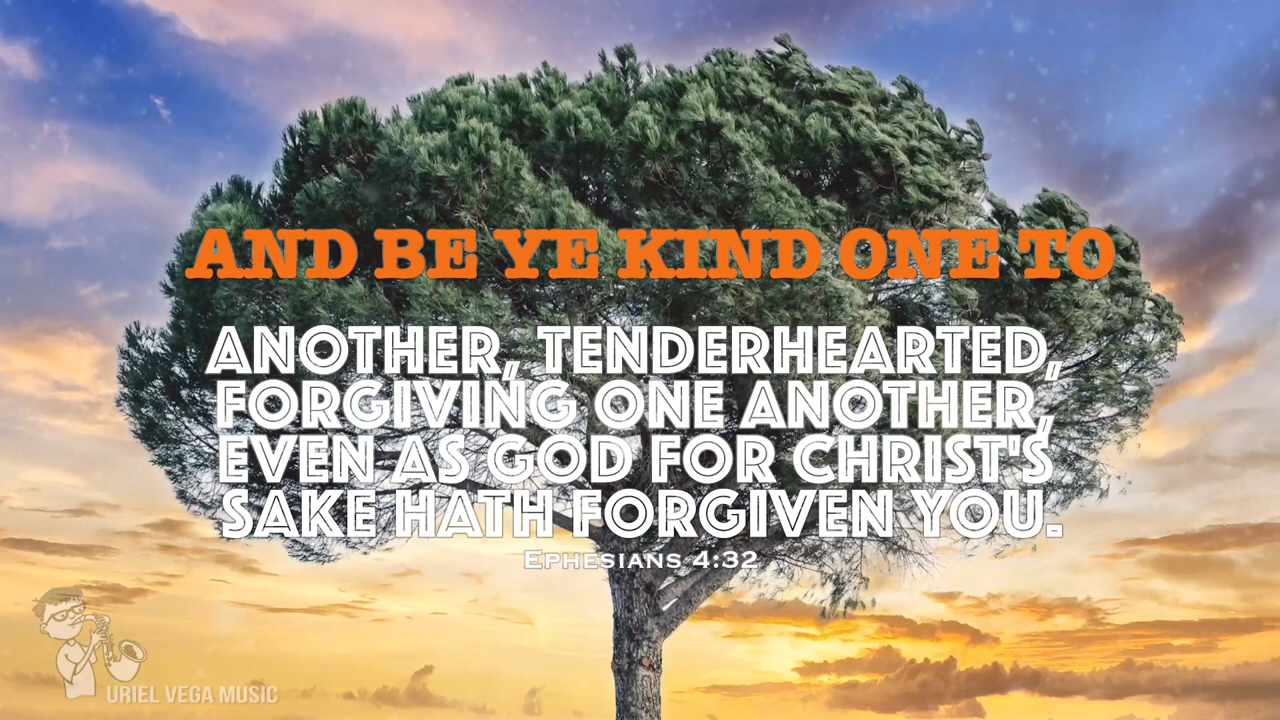 AND BE YE KIND ONE TO
ANOTHER, TENDERHEARTED,
FORGIVING ONE ANOTHER,
EVEN AS GOD FOR CHRIST'S
SAKE HATH FORGIVEN YOU.
EPHESIANS 4:32
URIEL VEGA MUSIC